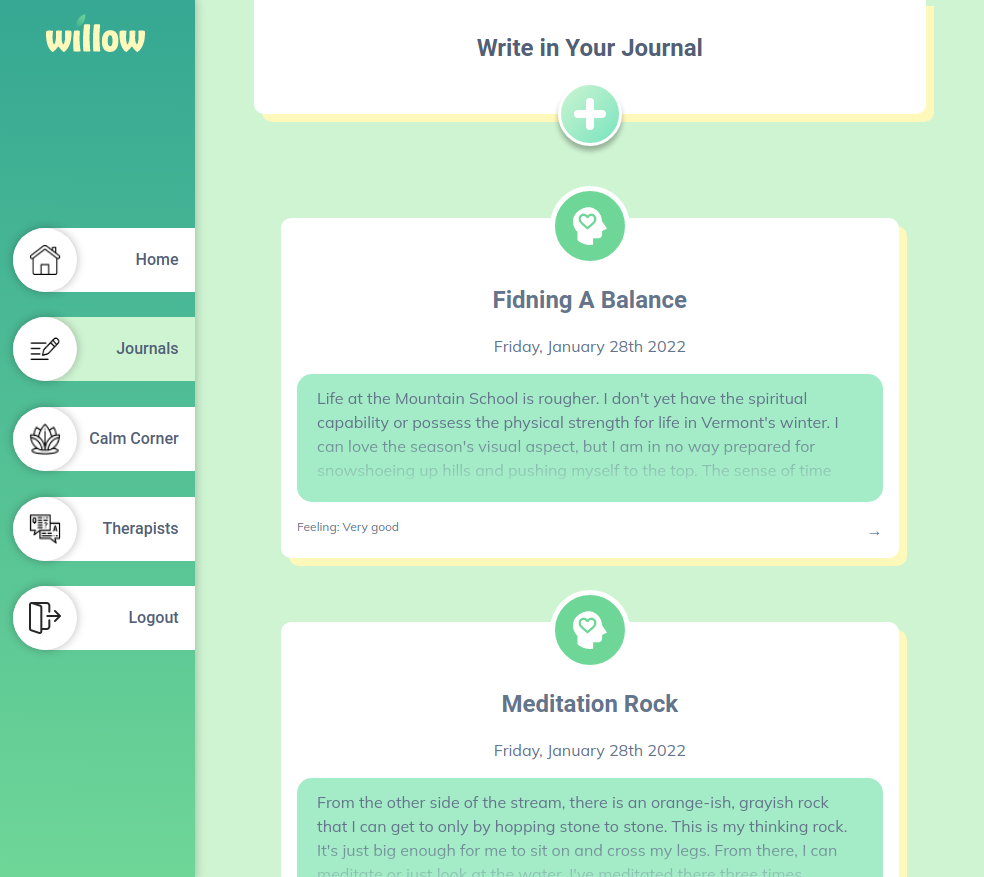 willow
Home
Journals
Calm Corner
Therapists
Logout
Write in Your Journal
Fidning A Balance
Friday, January 28th 2022
Life at the Mountain School is rougher. I don't yet have the spiritual
capability or possess the physical strength for life in Vermont's winter. I
can love the season's visual aspect, but I am in no way prepared for
snowshoeing up hills and pushing myself to the top. The sense of time
Feeling: Very good
→
Meditation Rock
Friday, January 28th 2022
From the other side of the stream, there is an orange-ish, grayish rock
that I can get to only by hopping stone to stone. This is my thinking rock.
It's just big enough for me to sit on and cross my legs. From there, I can
meditate or just look at the water. I've meditated there three times